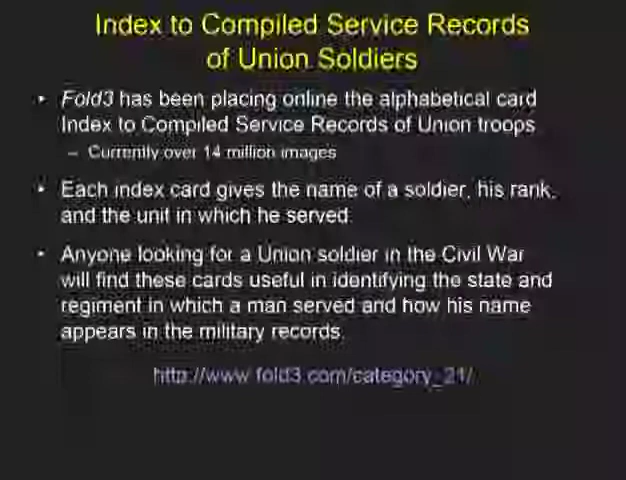 Index to Compiled Service Records
of Union Soldiers
• Fold3 has been placing online the alphabetical card
Index to Compiled Service Records of Union troops
– Currently over 14 million images
• Each index card gives the name of a soldier, his rank,
and the unit in which he served.
• Anyone looking for a Union soldier in the Civil War
will find these cards useful in identifying the state and
regiment in which a man served and how his name
appears in the military records.
http://www.fold3.com/category_21/